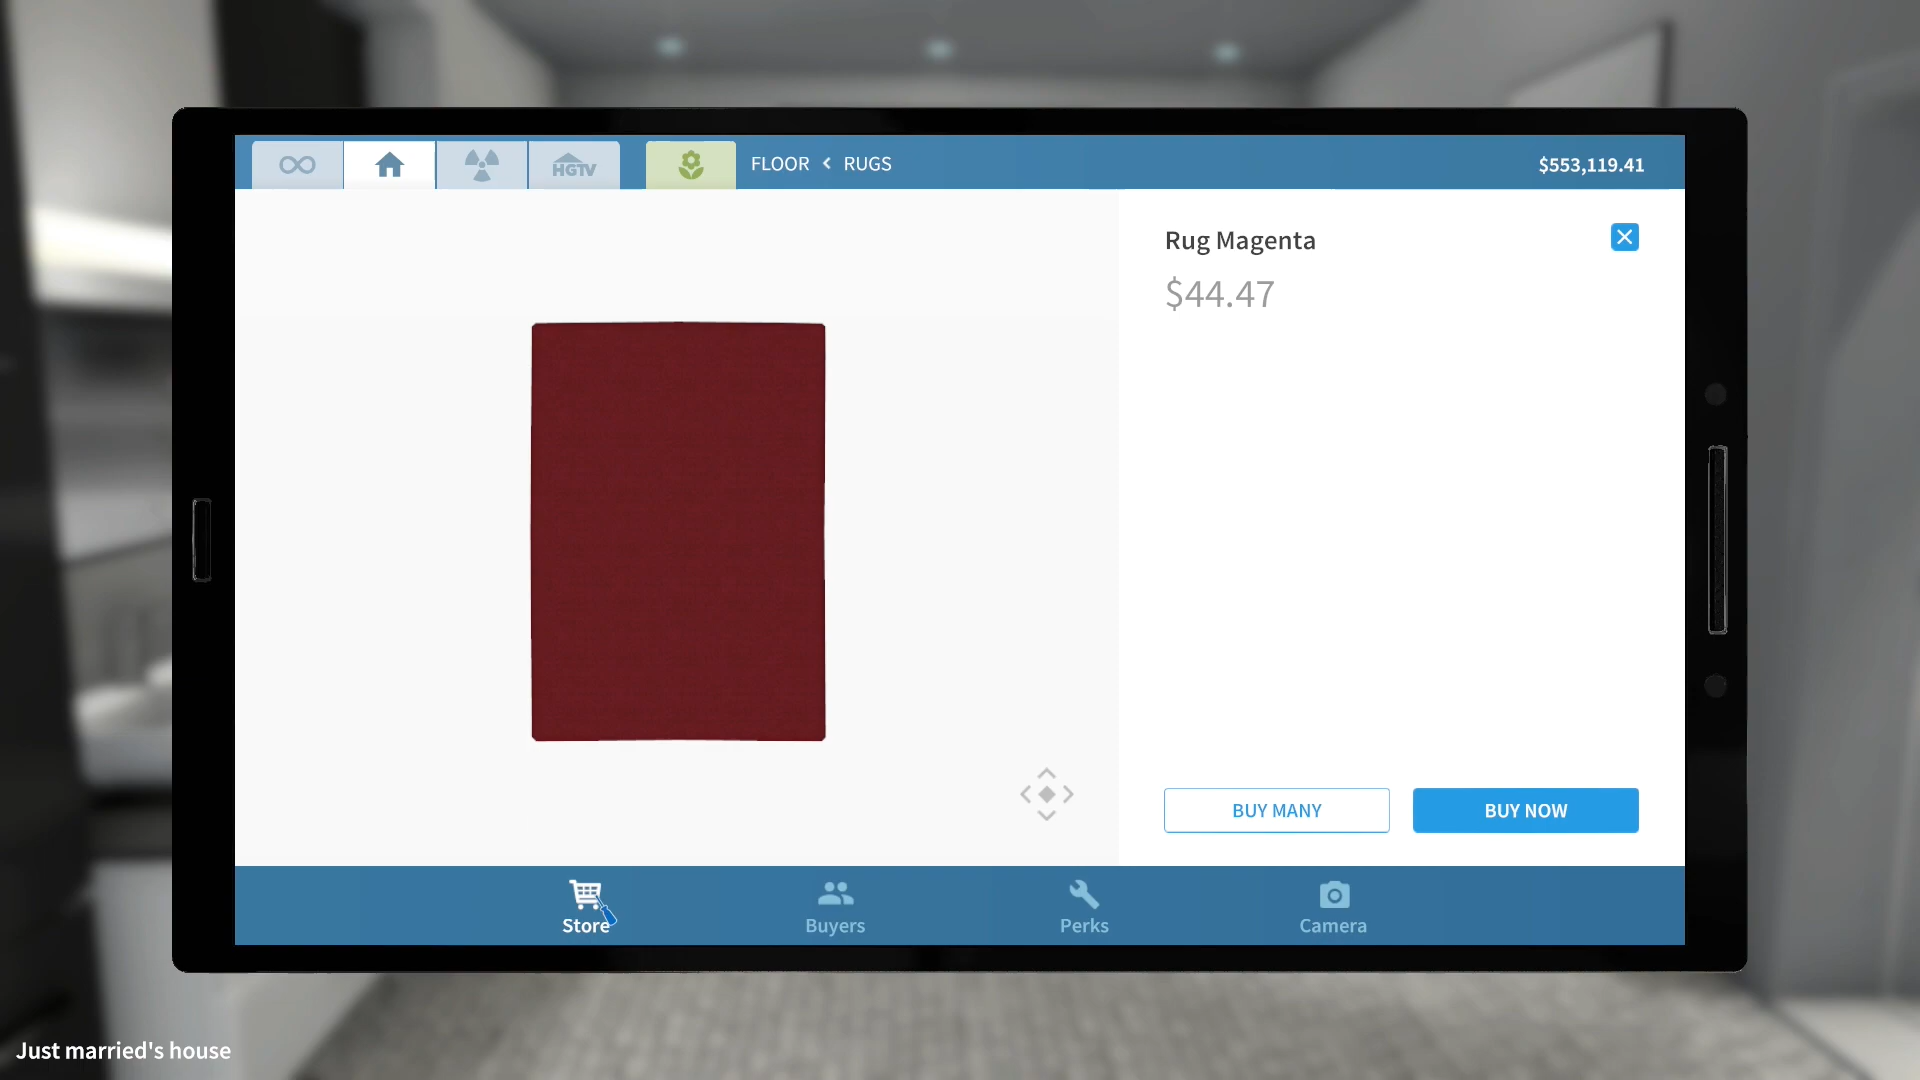 HGTV
FLOOR < RUGS
$553,119.41
Rug Magenta
$44.47
BUY MANY
BUY NOW
Store
Buyers
Perks
Camera
Just married's house